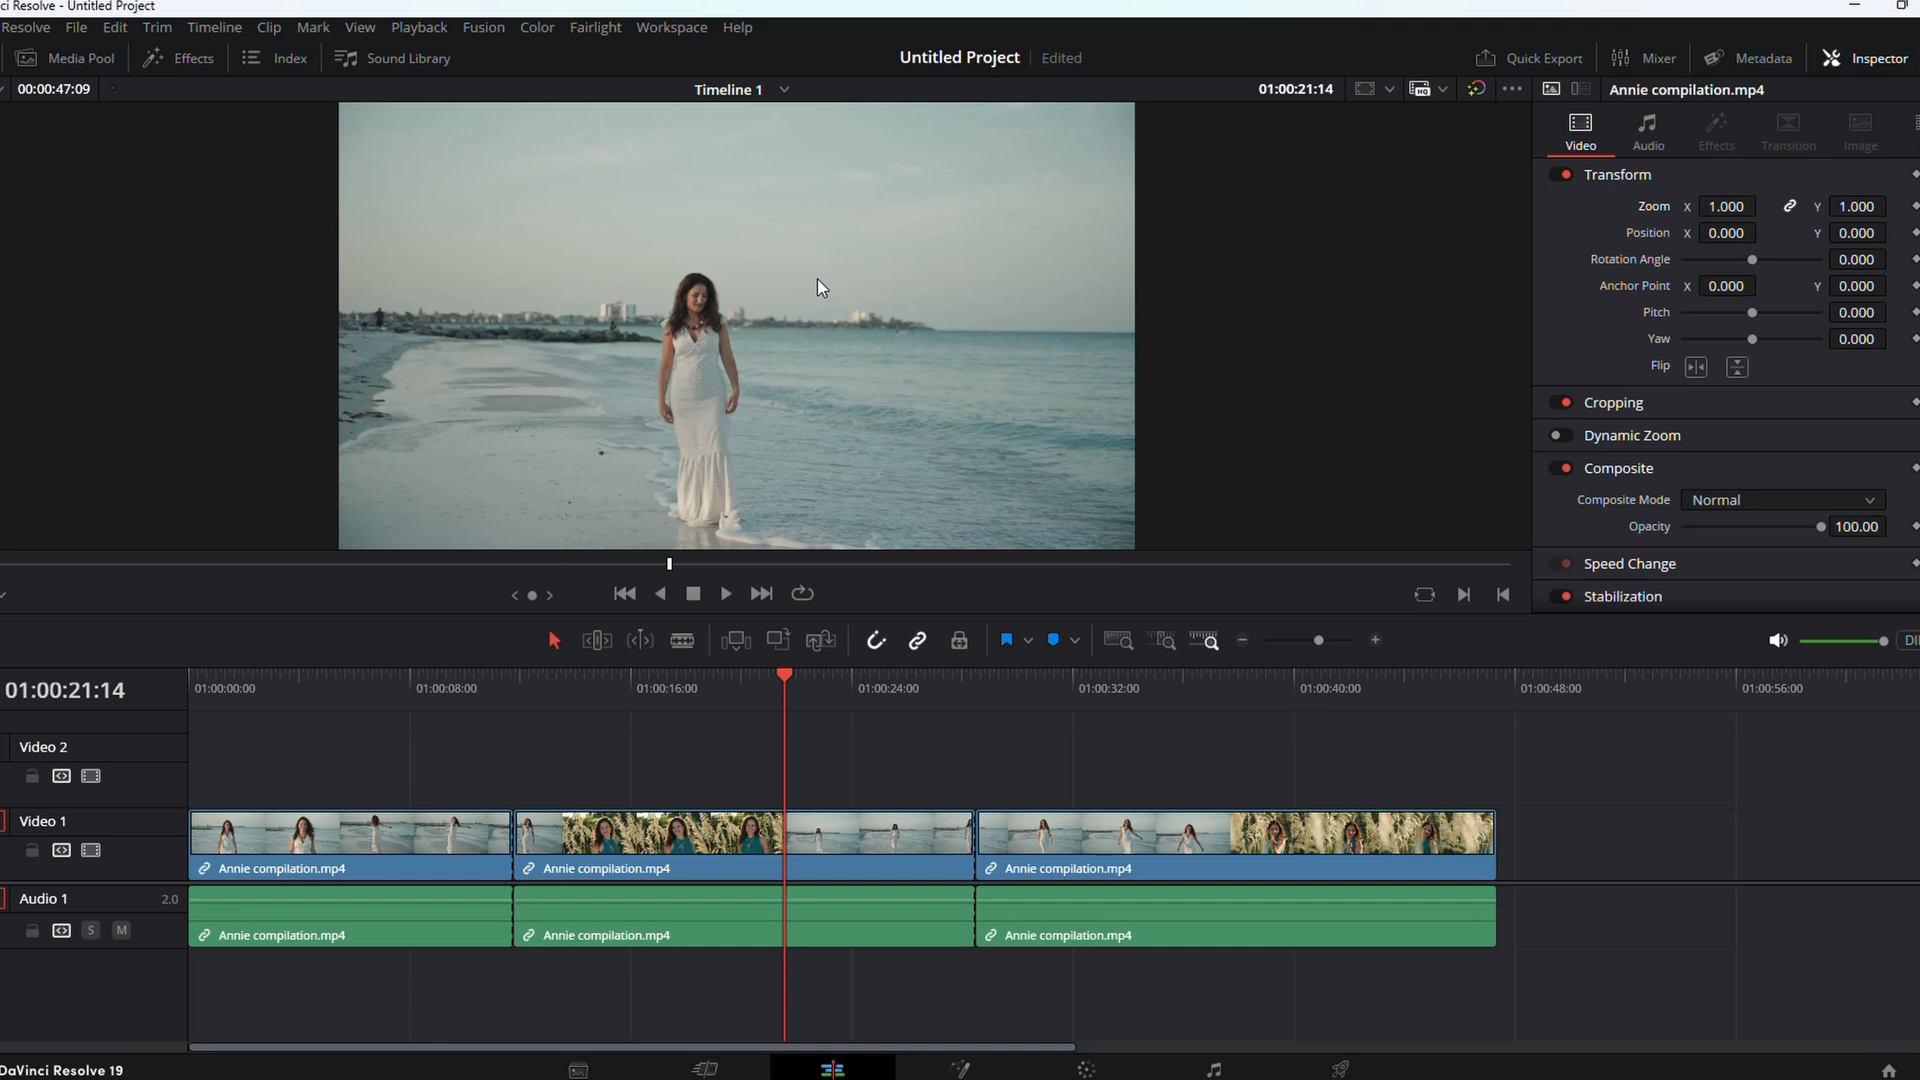 ci Resolve - Untitled Project
Resolve File Edit Trim Timeline Clip Mark View Playback Fusion Color Fairlight Workspace Help
Media Pool Effects Index Sound Library Untitled Project Edited Quick Export Mixer Metadata Inspector
00:00:47:09 Timeline 1 01:00:21:14 HQ Annie compilation.mp4
Video Audio Effects Transition Image
Transform
Zoom X 1.000 Y 1.000
Position X 0.000 Y 0.000
Rotation Angle 0.000
Anchor Point X 0.000 Y 0.000
Pitch 0.000
Yaw 0.000
Flip
Cropping
Dynamic Zoom
Composite
Composite Mode Normal
Opacity 100.00
Speed Change
Stabilization
DI
01:00:21:14 01:00:00:00 01:00:08:00 01:00:16:00 01:00:24:00 01:00:32:00 01:00:40:00 01:00:48:00 01:00:56:00
Video 2
Video 1
Annie compilation.mp4 Annie compilation.mp4 Annie compilation.mp4
Audio 1 2.0
S M Annie compilation.mp4 Annie compilation.mp4 Annie compilation.mp4
DaVinci Resolve 19